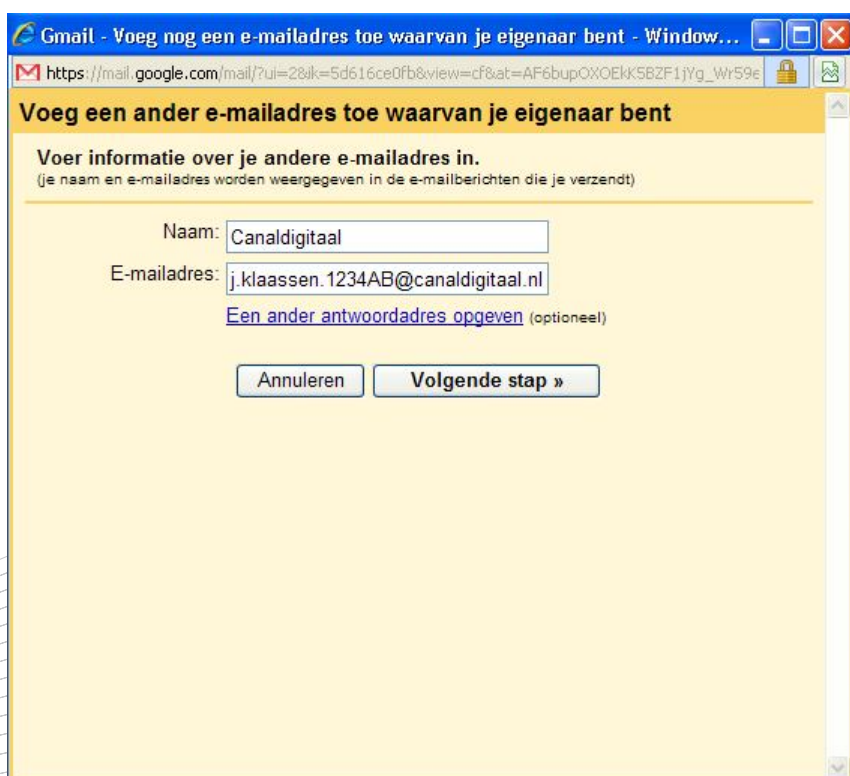 Gmail - Voeg nog een e-mailadres toe waarvan je eigenaar bent - Window...
https://mail.google.com/mail/?ui=2&ik=5d616ce0fb&view=cf&at=AF6bupOXOEkK5BZF1jYg_Wr59e
Voeg een ander e-mailadres toe waarvan je eigenaar bent
Voer informatie over je andere e-mailadres in.
(je naam en e-mailadres worden weergegeven in de e-mailberichten die je verzendt)
Naam: Canaldigitaal
E-mailadres: j.klaassen.1234AB@canaldigitaal.nl
Een ander antwoordadres opgeven (optioneel)
Annuleren Volgende stap »